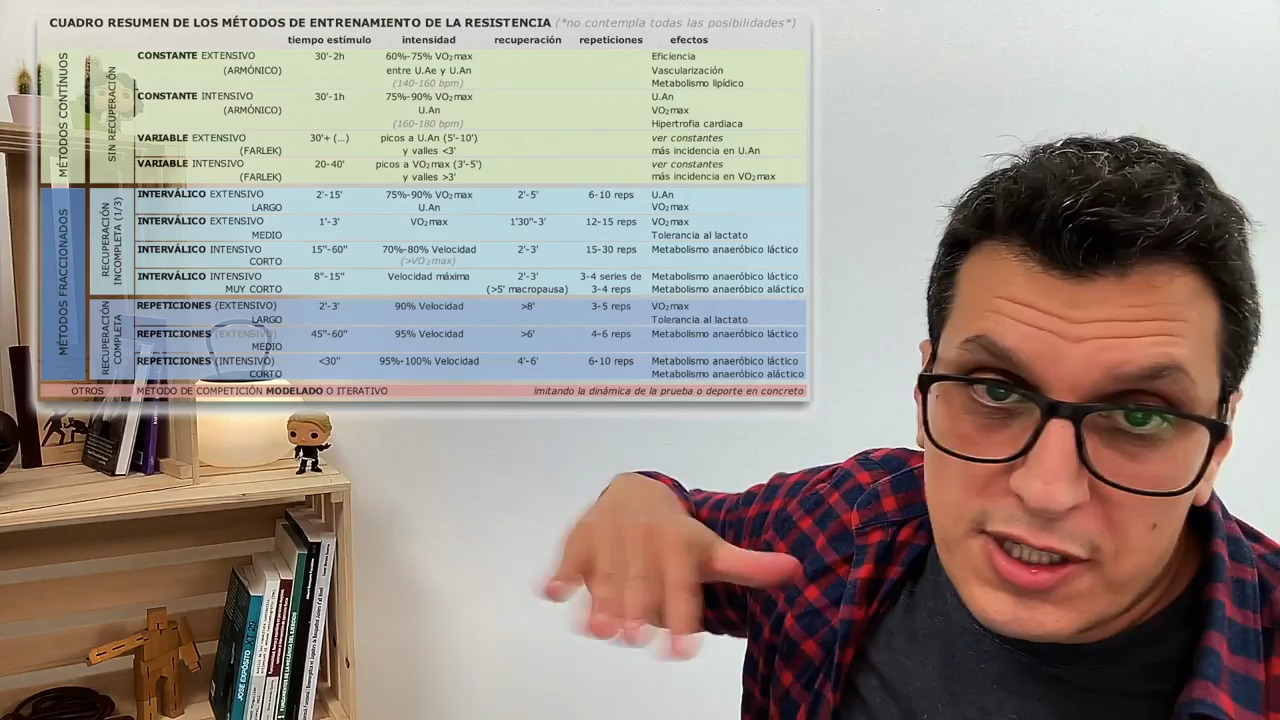 CUADRO RESUMEN DE LOS MÉTODOS DE ENTRENAMIENTO DE LA RESISTENCIA (*no contempla todas las posibilidades*)
tiempo estímulo intensidad recuperación repeticiones efectos
MÉTODOS CONTÍNUOS
SIN RECUPERACIÓN
CONSTANTE EXTENSIVO 30'-2h 60%-75% VO₂max Eficiencia
(ARMÓNICO) entre U.Ae y U.An Vascularización
(140-160 bpm) Metabolismo lipídico
CONSTANTE INTENSIVO 30'-1h 75%-90% VO₂max U.An
(ARMÓNICO) U.An VO₂max
(160-180 bpm) Hipertrofia cardiaca
VARIABLE EXTENSIVO 30'+ (...) picos a U.An (5'-10') ver constantes
(FARLEK) y valles <3' más incidencia en U.An
VARIABLE INTENSIVO 20-40' picos a VO₂max (3'-5') ver constantes
(FARLEK) y valles >3' más incidencia en VO₂max
MÉTODOS FRACCIONADOS
RECUPERACIÓN
INCOMPLETA (1/3)
INTERVÁLICO EXTENSIVO 2'-15' 75%-90% VO₂max 2'-5' 6-10 reps U.An
LARGO U.An VO₂max
INTERVÁLICO EXTENSIVO 1'-3' VO₂max 1'30"-3' 12-15 reps VO₂max
MEDIO Tolerancia al lactato
INTERVÁLICO INTENSIVO 15"-60" 70%-80% Velocidad 2'-3' 15-30 reps Metabolismo anaeróbico láctico
CORTO (>VO₂max)
INTERVÁLICO INTENSIVO 8"-15" Velocidad máxima 2'-3' 3-4 series de Metabolismo anaeróbico láctico
MUY CORTO (>5' macropausa) 3-4 reps Metabolismo anaeróbico aláctico
RECUPERACIÓN
COMPLETA
REPETICIONES (EXTENSIVO) 2'-3' 90% Velocidad >8' 3-5 reps VO₂max
LARGO Tolerancia al lactato
REPETICIONES (EXTENSIVO) 45"-60" 95% Velocidad >6' 4-6 reps Metabolismo anaeróbico láctico
MEDIO
REPETICIONES (INTENSIVO) <30" 95%-100% Velocidad 4'-6' 6-10 reps Metabolismo anaeróbico láctico
CORTO Metabolismo anaeróbico aláctico
OTROS MÉTODO DE COMPETICIÓN MODELADO O ITERATIVO imitando la dinámica de la prueba o deporte en concreto
JOSE EXPÓSITO